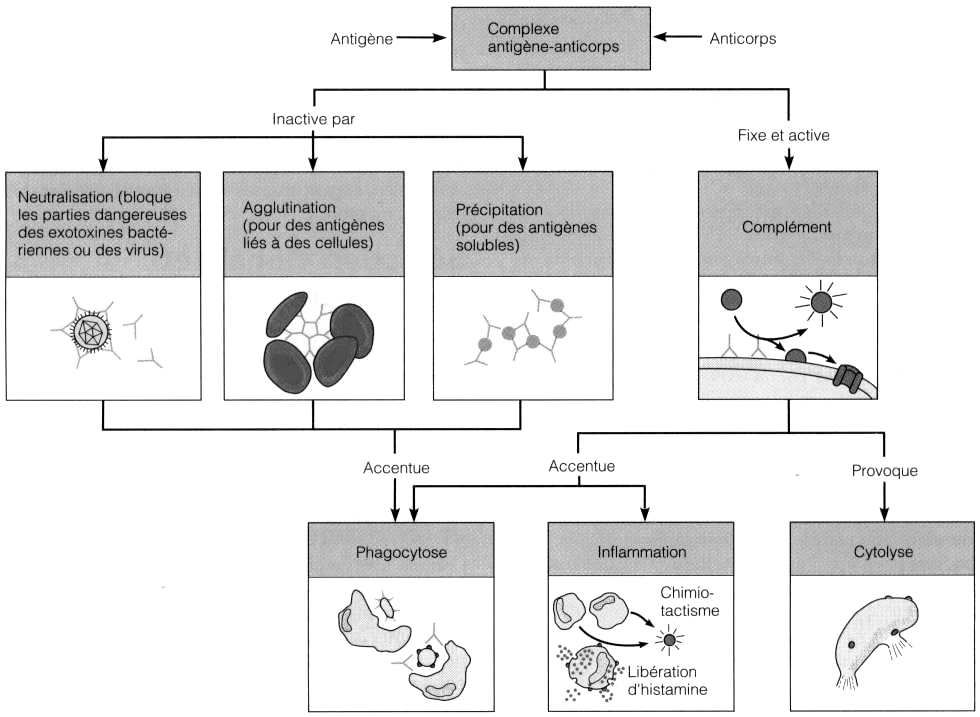 Complexe
antigène-anticorps
Antigène
Anticorps
Inactive par
Fixe et active
Neutralisation (bloque
les parties dangereuses
des exotoxines bacté-
riennes ou des virus)
Agglutination
(pour des antigènes
liés à des cellules)
Précipitation
(pour des antigènes
solubles)
Complément
Accentue
Accentue
Provoque
Phagocytose
Inflammation
Cytolyse
Chimio-
tactisme
Libération
d'histamine